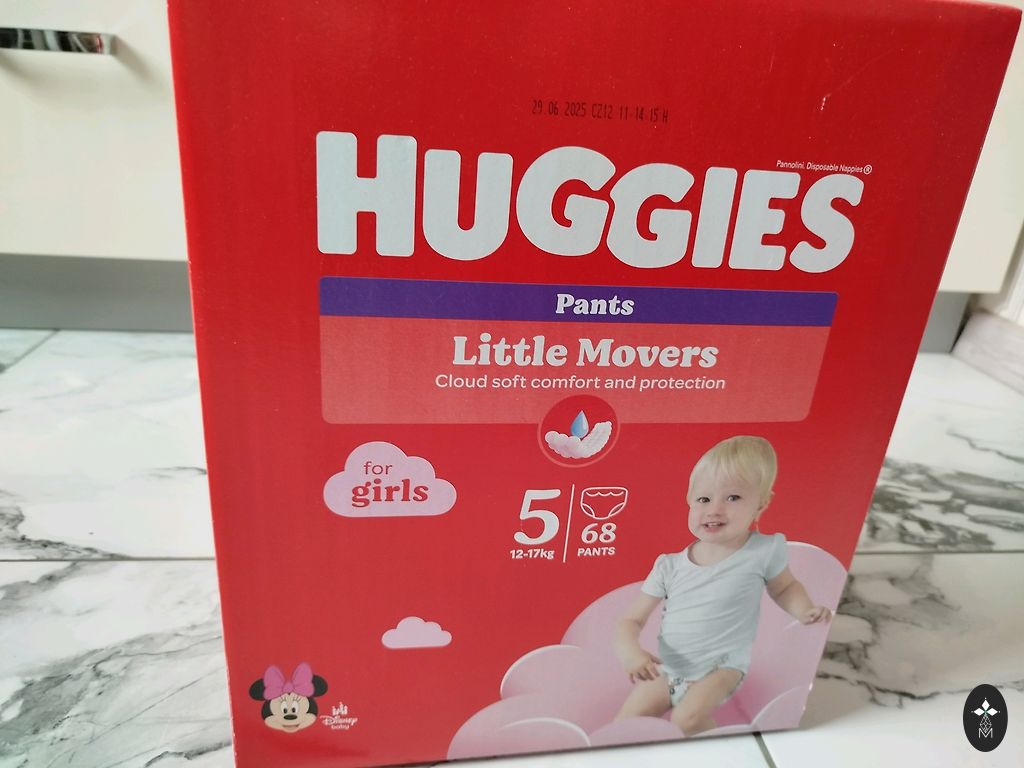 29 06 2025 CZ12 11-14 15 H
Pannolini. Disposable Nappies®
HUGGIES
Pants
Little Movers
Cloud soft comfort and protection
for
girls
5
12-17kg
68
PANTS
Disney
baby
M